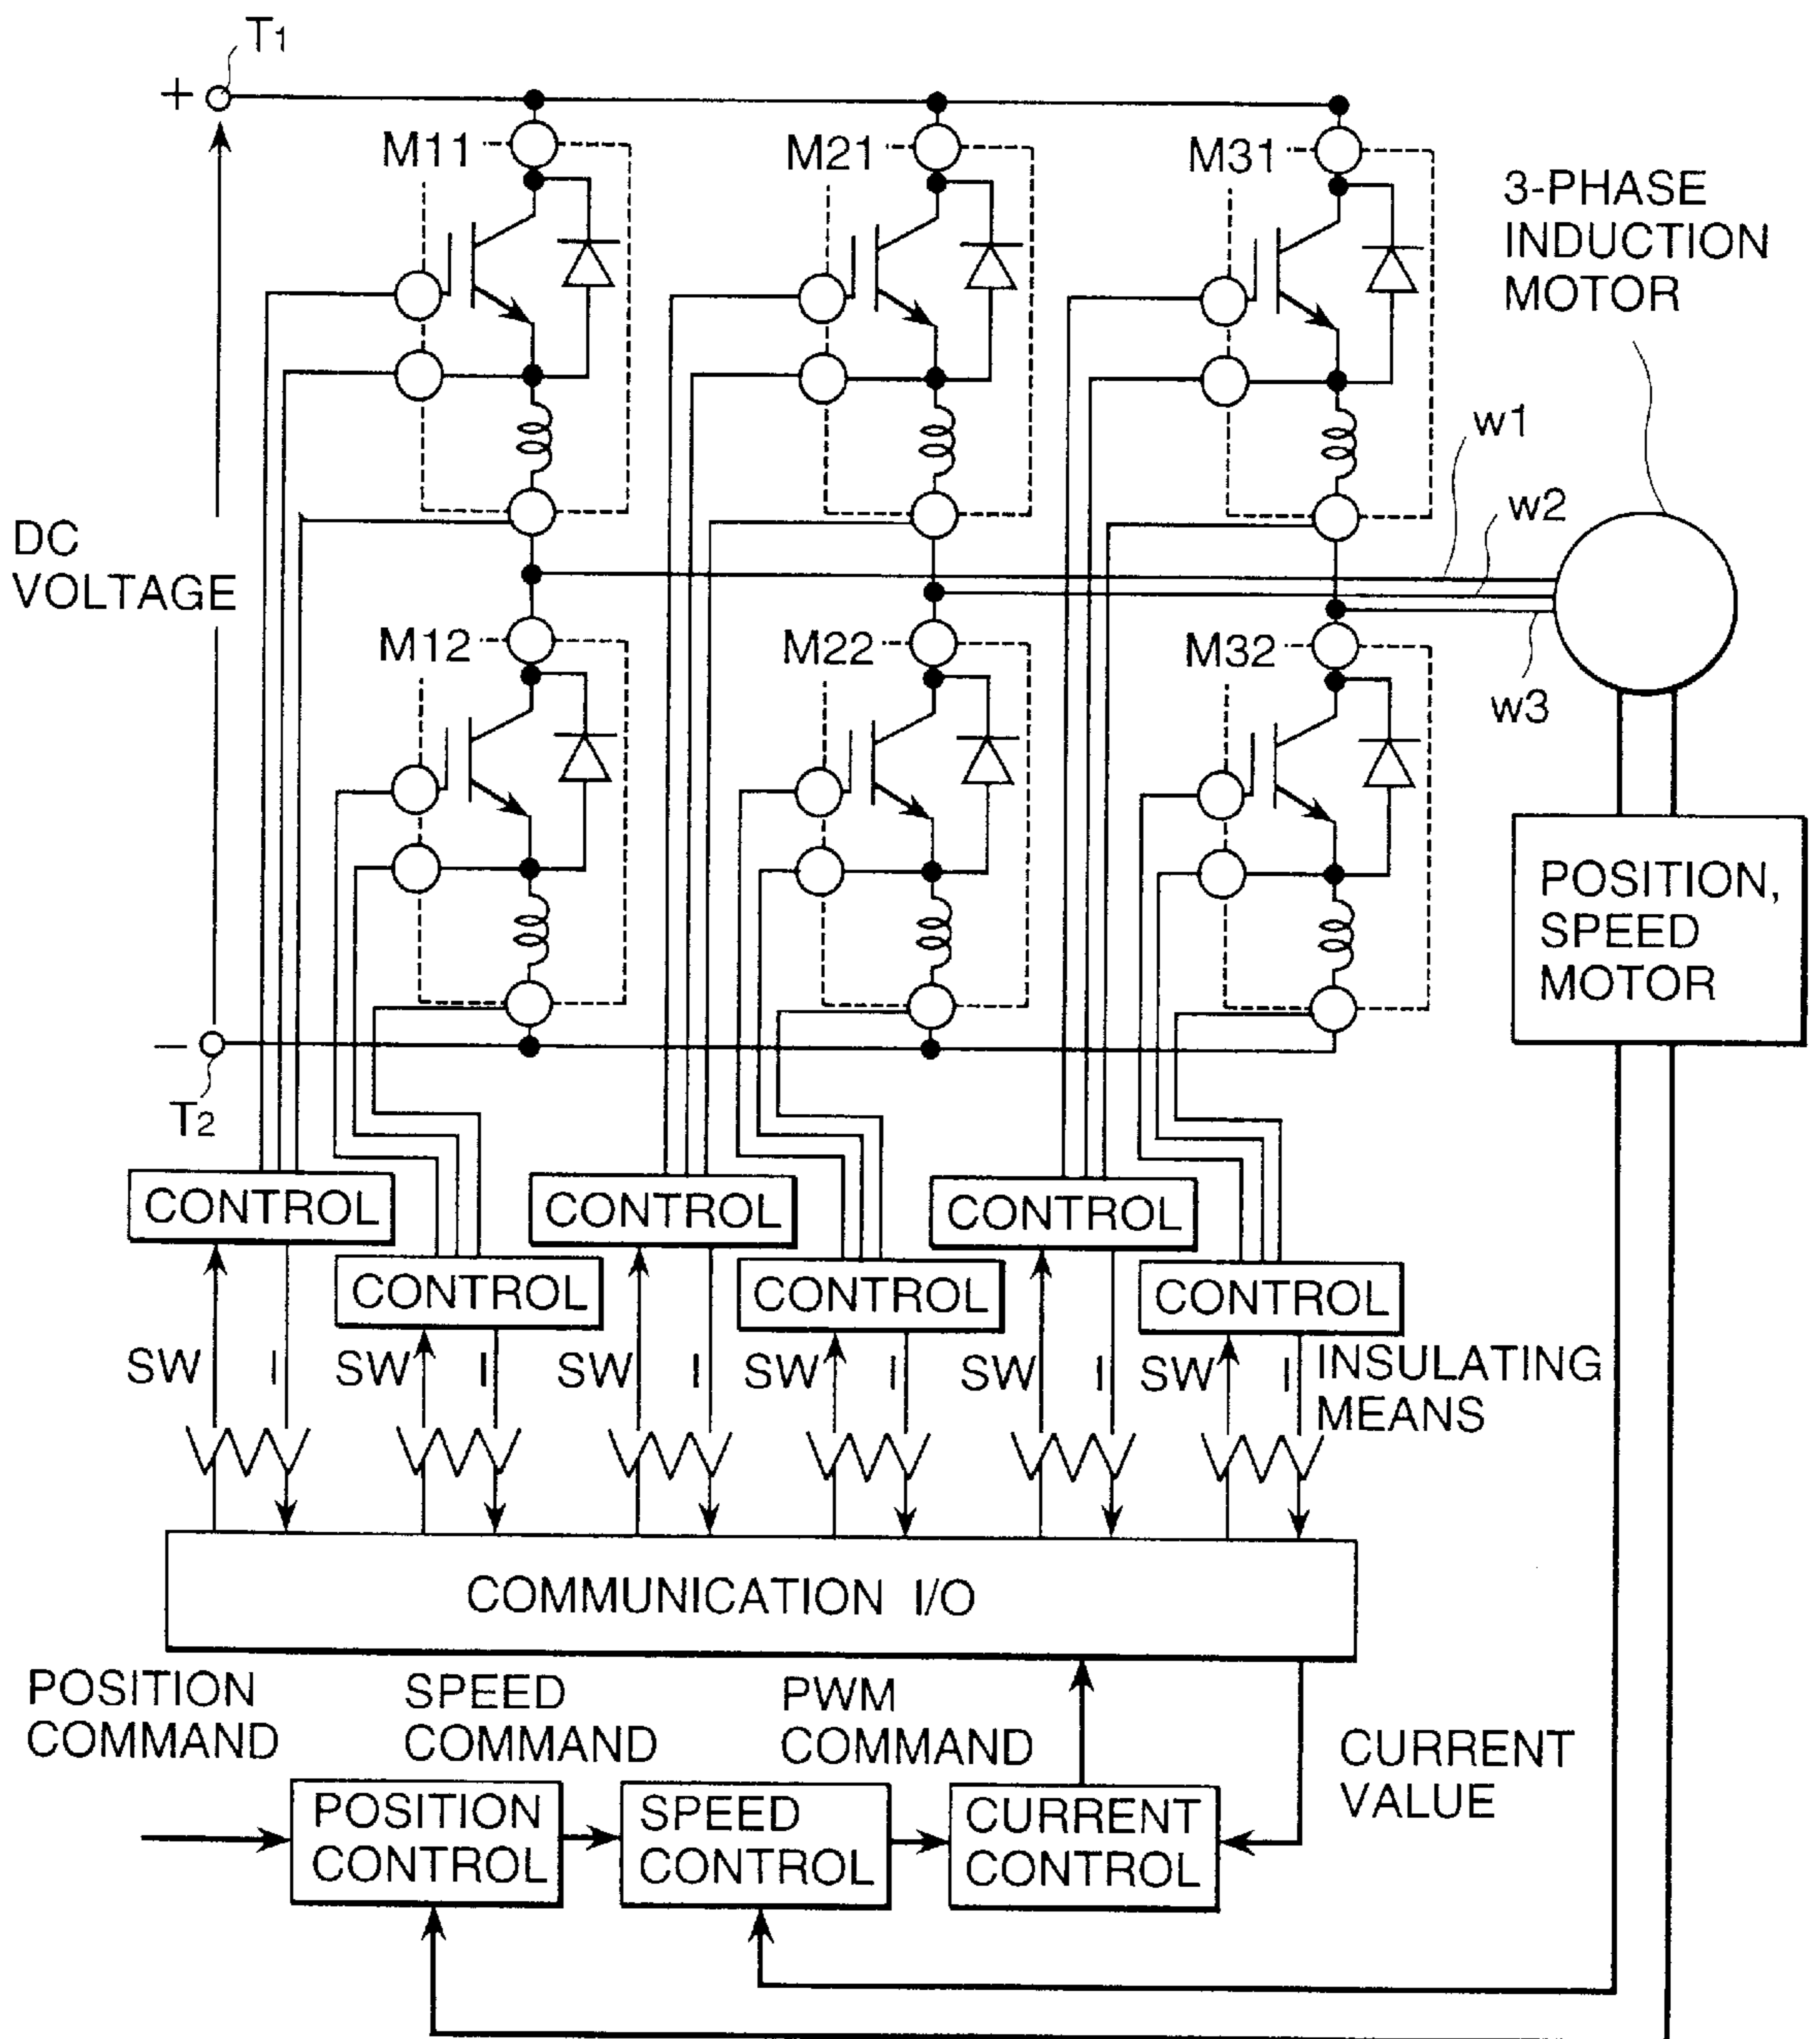 T1
+
M11
M21
M31
3-PHASE
INDUCTION
MOTOR
w1
w2
DC
VOLTAGE
M12
M22
M32
w3
POSITION,
SPEED
MOTOR
−
T2
CONTROL
CONTROL
CONTROL
CONTROL
CONTROL
CONTROL
SW I SW I SW I SW I SW I SW I
INSULATING
MEANS
COMMUNICATION I/O
POSITION
COMMAND
SPEED
COMMAND
PWM
COMMAND
CURRENT
VALUE
POSITION
CONTROL
SPEED
CONTROL
CURRENT
CONTROL